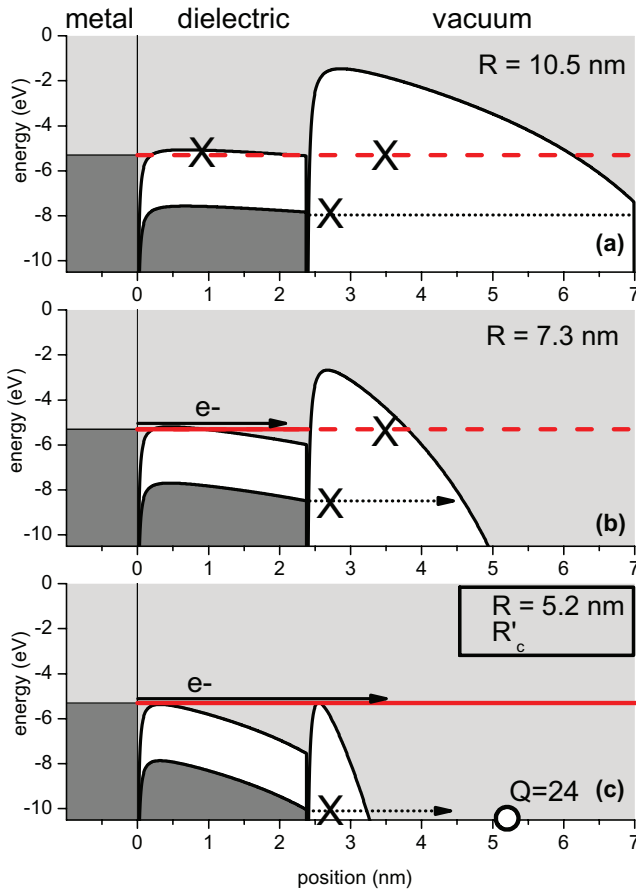 metal dielectric vacuum
0
-2
-4
-6
-8
-10
energy (eV)
R = 10.5 nm
X X
X
(a)
0 1 2 3 4 5 6 7
0
-2
-4
-6
-8
-10
energy (eV)
R = 7.3 nm
e-
X
X
(b)
0 1 2 3 4 5 6 7
0
-2
-4
-6
-8
-10
energy (eV)
R = 5.2 nm
R'c
e-
X
Q=24 (c)
0 1 2 3 4 5 6 7
position (nm)